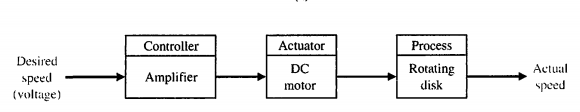 Desired
speed
(voltage)
Controller
Amplifier
Actuator
DC
motor
Process
Rotating
disk
Actual
speed